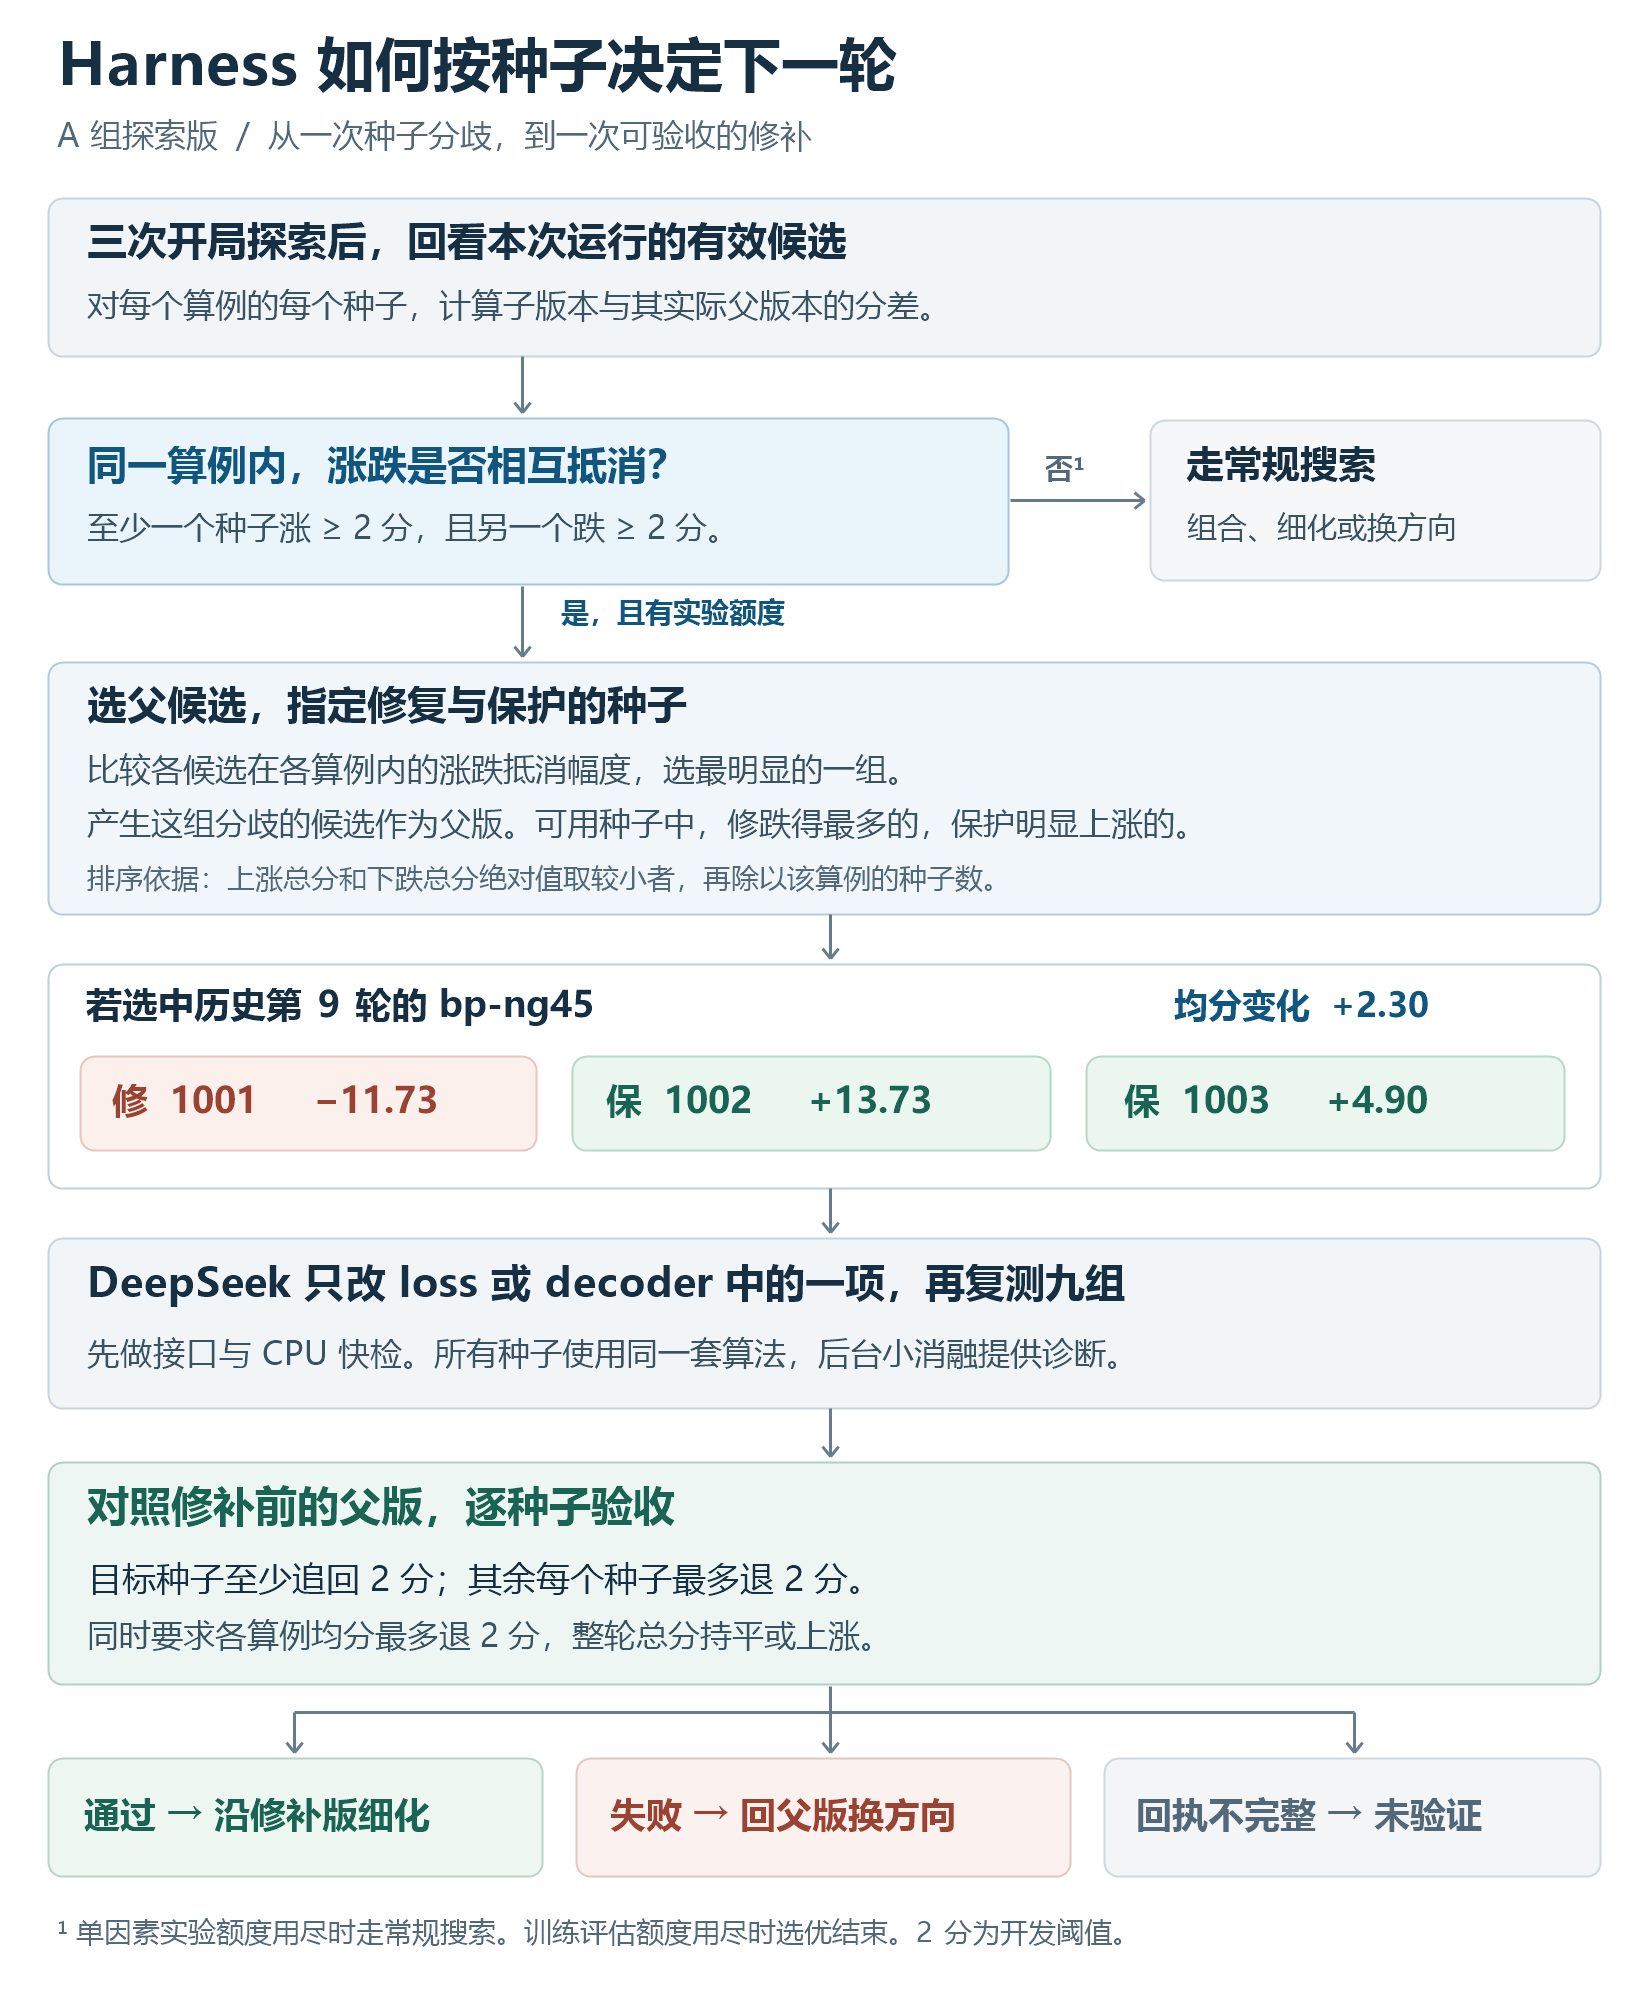 Harness 如何按种子决定下一轮
A 组探索版 / 从一次种子分歧，到一次可验收的修补
三次开局探索后，回看本次运行的有效候选
对每个算例的每个种子，计算子版本与其实际父版本的分差。
同一算例内，涨跌是否相互抵消？
至少一个种子涨 ≥ 2 分，且另一个跌 ≥ 2 分。
否¹
走常规搜索
组合、细化或换方向
是，且有实验额度
选父候选，指定修复与保护的种子
比较各候选在各算例内的涨跌抵消幅度，选最明显的一组。
产生这组分歧的候选作为父版。可用种子中，修跌得最多的，保护明显上涨的。
排序依据：上涨总分和下跌总分绝对值取较小者，再除以该算例的种子数。
若选中历史第 9 轮的 bp-ng45
均分变化 +2.30
修 1001 −11.73
保 1002 +13.73
保 1003 +4.90
DeepSeek 只改 loss 或 decoder 中的一项，再复测九组
先做接口与 CPU 快检。所有种子使用同一套算法，后台小消融提供诊断。
对照修补前的父版，逐种子验收
目标种子至少追回 2 分；其余每个种子最多退 2 分。
同时要求各算例均分最多退 2 分，整轮总分持平或上涨。
通过 → 沿修补版细化
失败 → 回父版换方向
回执不完整 → 未验证
¹ 单因素实验额度用尽时走常规搜索。训练评估额度用尽时选优结束。2 分为开发阈值。